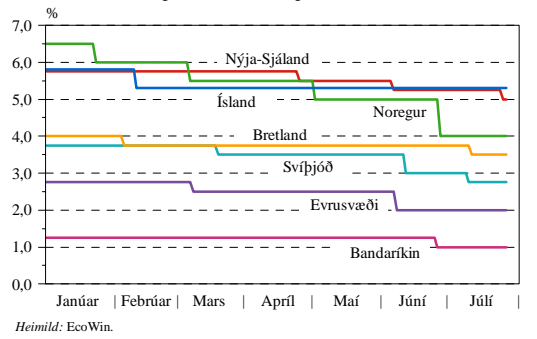 %
7,0
6,0
5,0
4,0
3,0
2,0
1,0
0,0
Nýja-Sjáland
Ísland
Noregur
Bretland
Svíþjóð
Evrusvæði
Bandaríkin
Janúar | Febrúar | Mars | Apríl | Maí | Júní | Júlí |
Heimild: EcoWin.